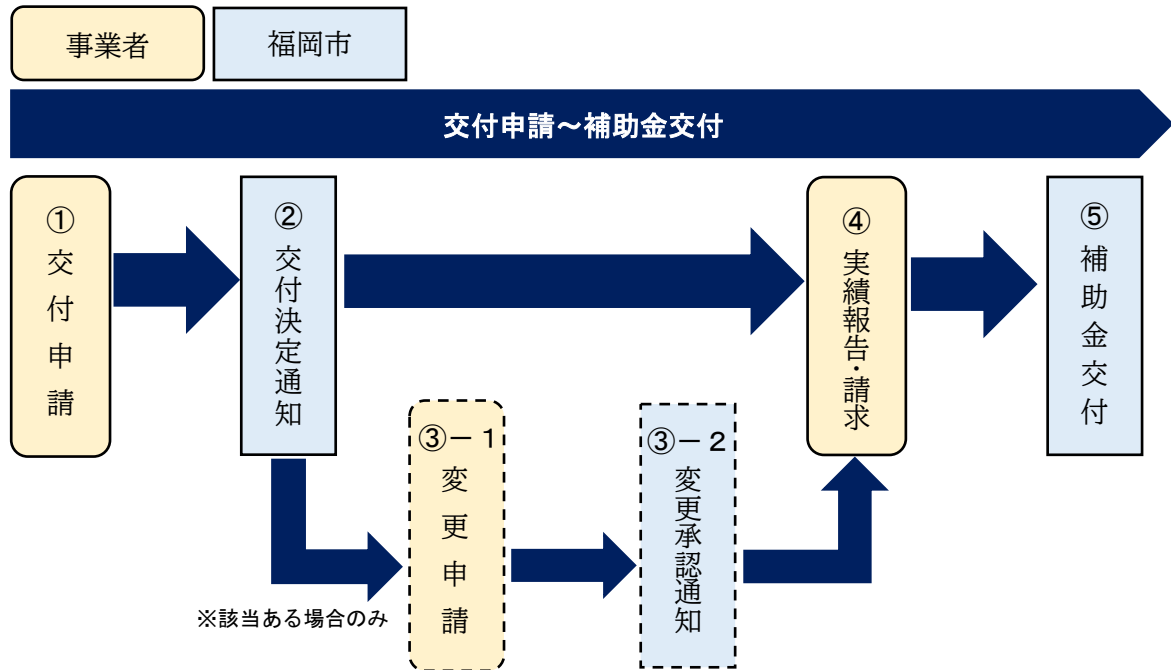 事業者
福岡市
交付申請～補助金交付
①交付申請
②交付決定通知
③－１変更申請
③－２変更承認通知
④実績報告・請求
⑤補助金交付
※該当ある場合のみ